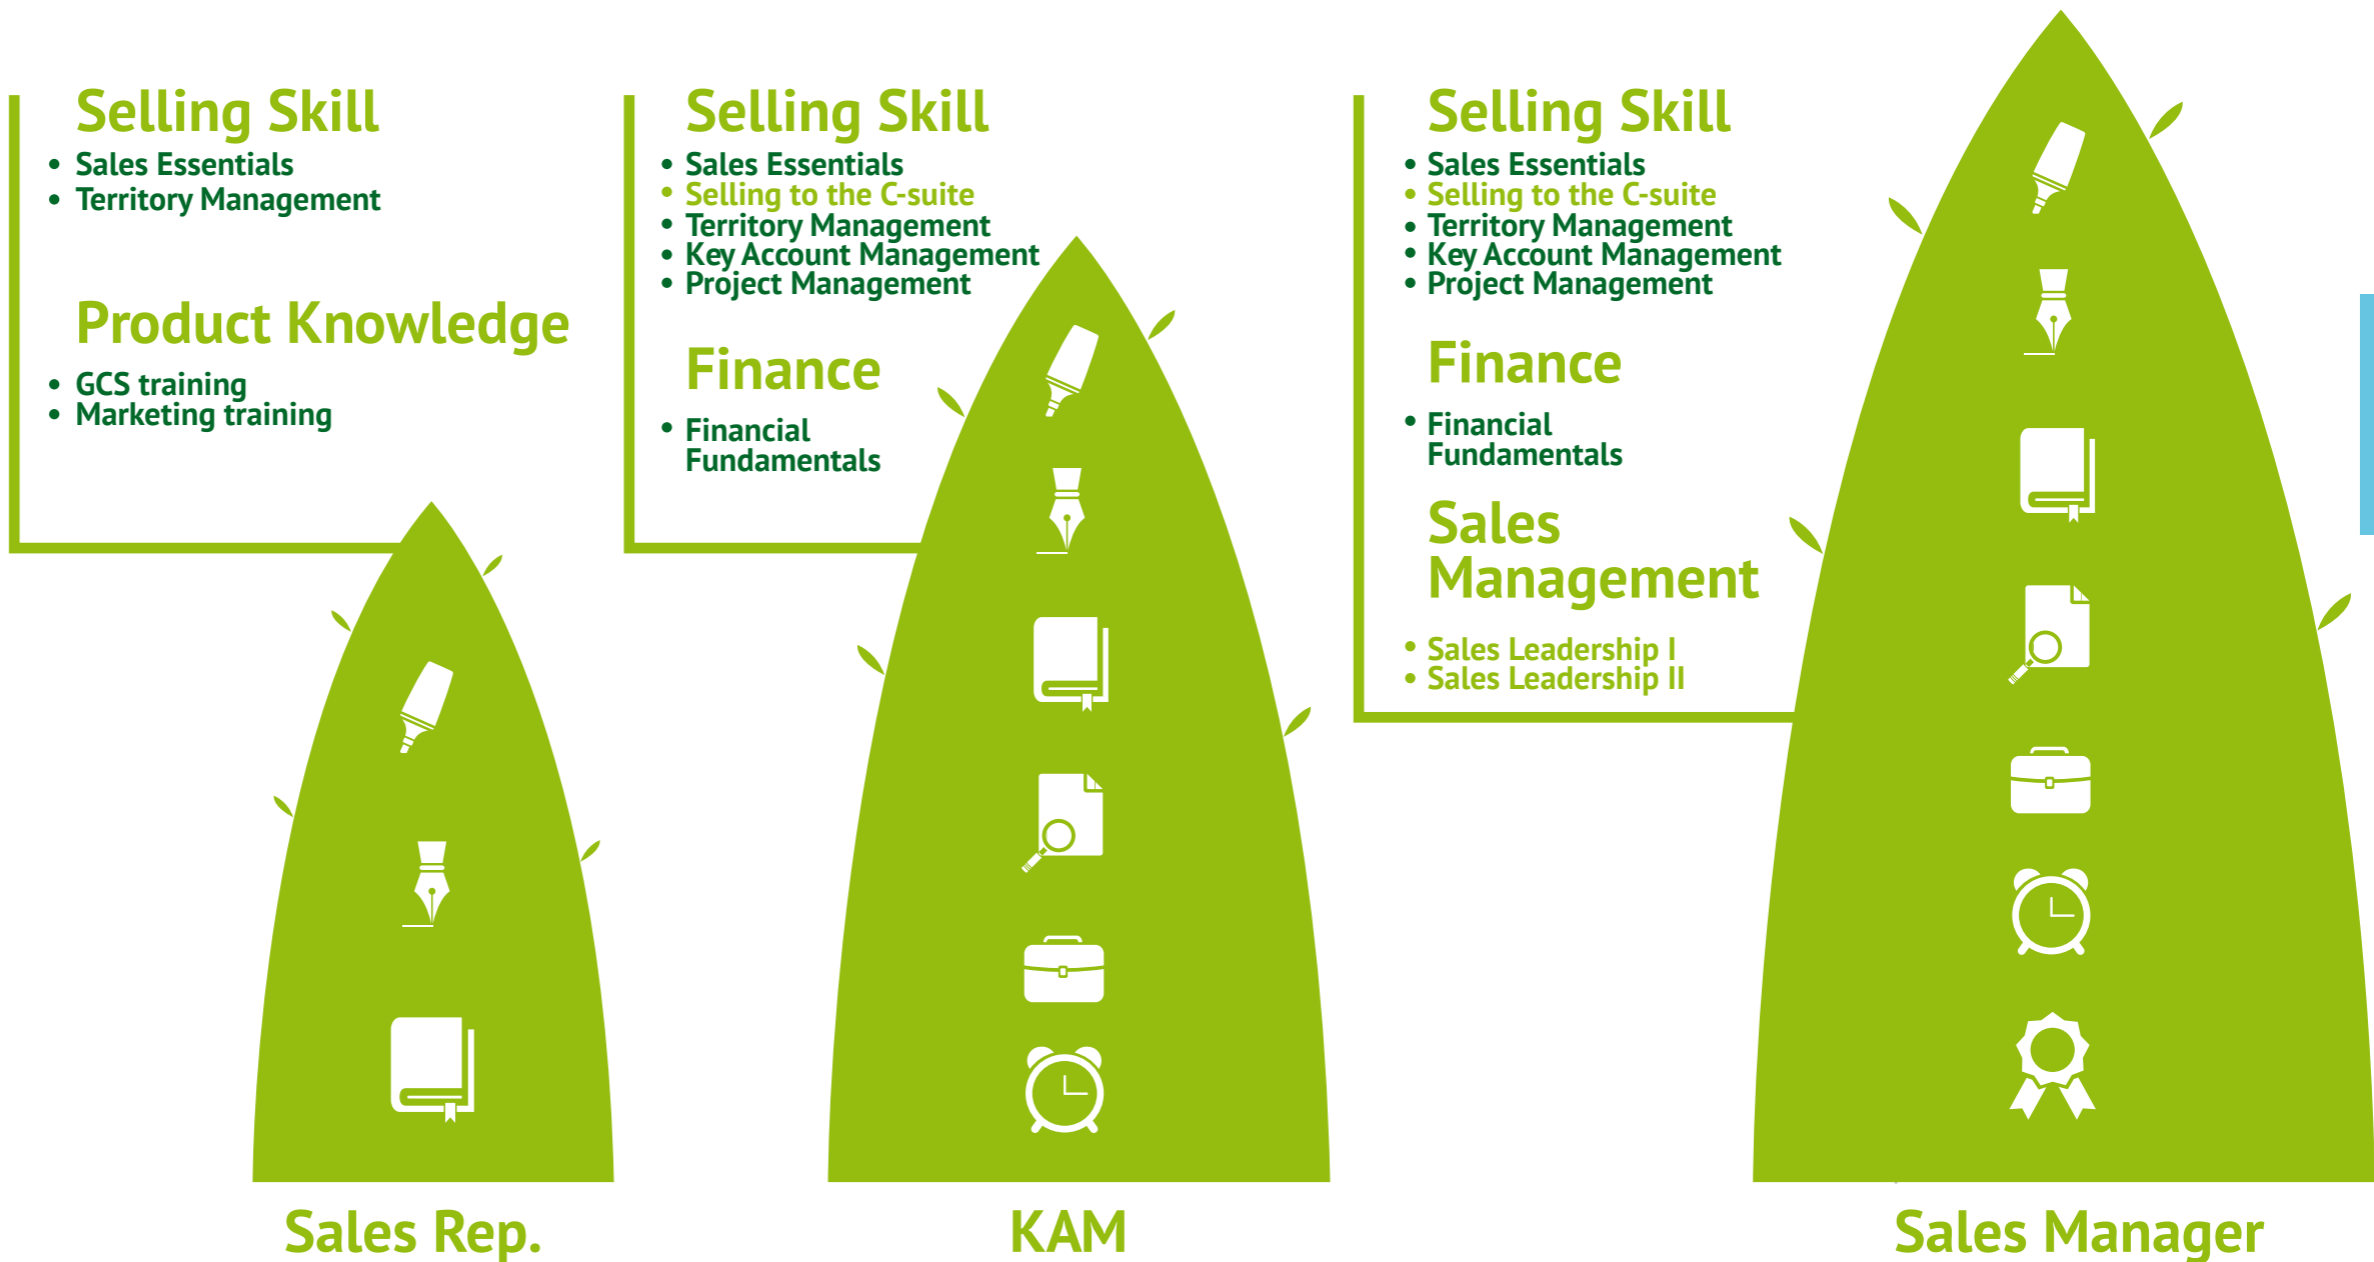 Selling Skill
• Sales Essentials
• Territory Management
Product Knowledge
• GCS training
• Marketing training
Sales Rep.
Selling Skill
• Sales Essentials
• Selling to the C-suite
• Territory Management
• Key Account Management
• Project Management
Finance
• Financial
Fundamentals
KAM
Selling Skill
• Sales Essentials
• Selling to the C-suite
• Territory Management
• Key Account Management
• Project Management
Finance
• Financial
Fundamentals
Sales
Management
• Sales Leadership I
• Sales Leadership II
Sales Manager